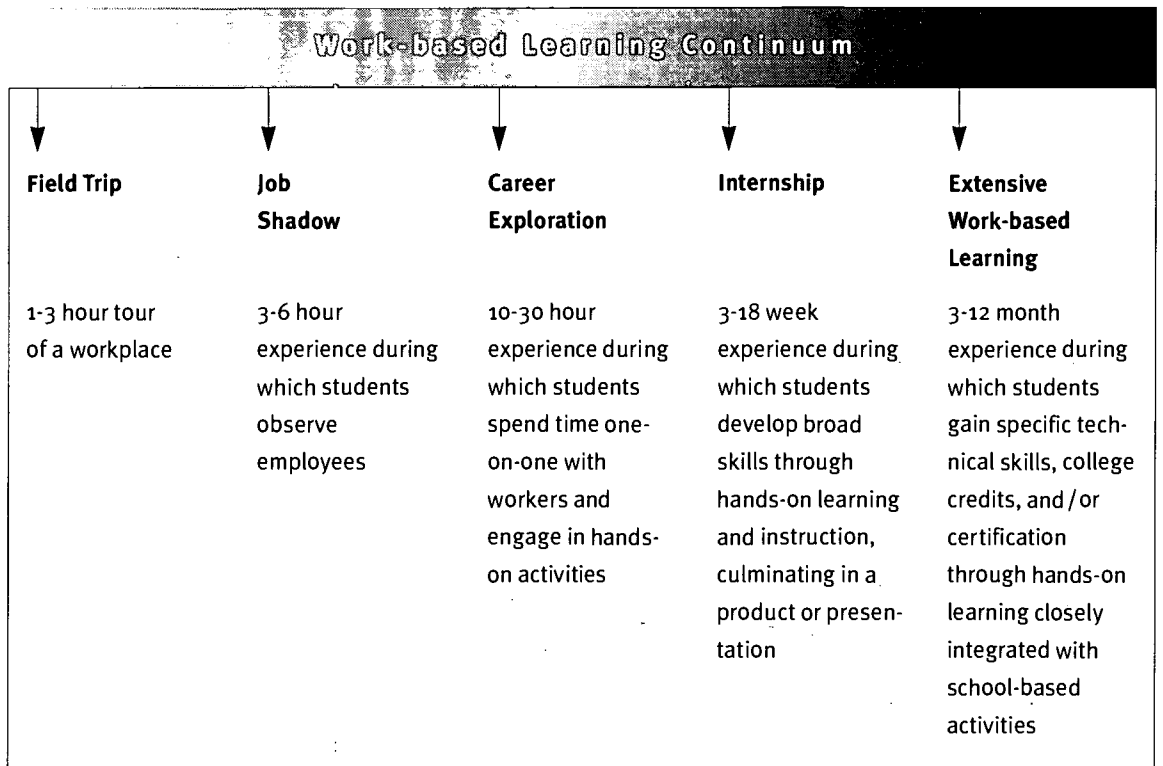 Work-based Learning Continuum
Field Trip
1-3 hour tour
of a workplace
Job
Shadow
3-6 hour
experience during
which students
observe
employees
Career
Exploration
10-30 hour
experience during
which students
spend time one-
on-one with
workers and
engage in hands-
on activities
Internship
3-18 week
experience during
which students
develop broad
skills through
hands-on learning
and instruction,
culminating in a
product or presen-
tation
Extensive
Work-based
Learning
3-12 month
experience during
which students
gain specific tech-
nical skills, college
credits, and/or
certification
through hands-on
learning closely
integrated with
school-based
activities